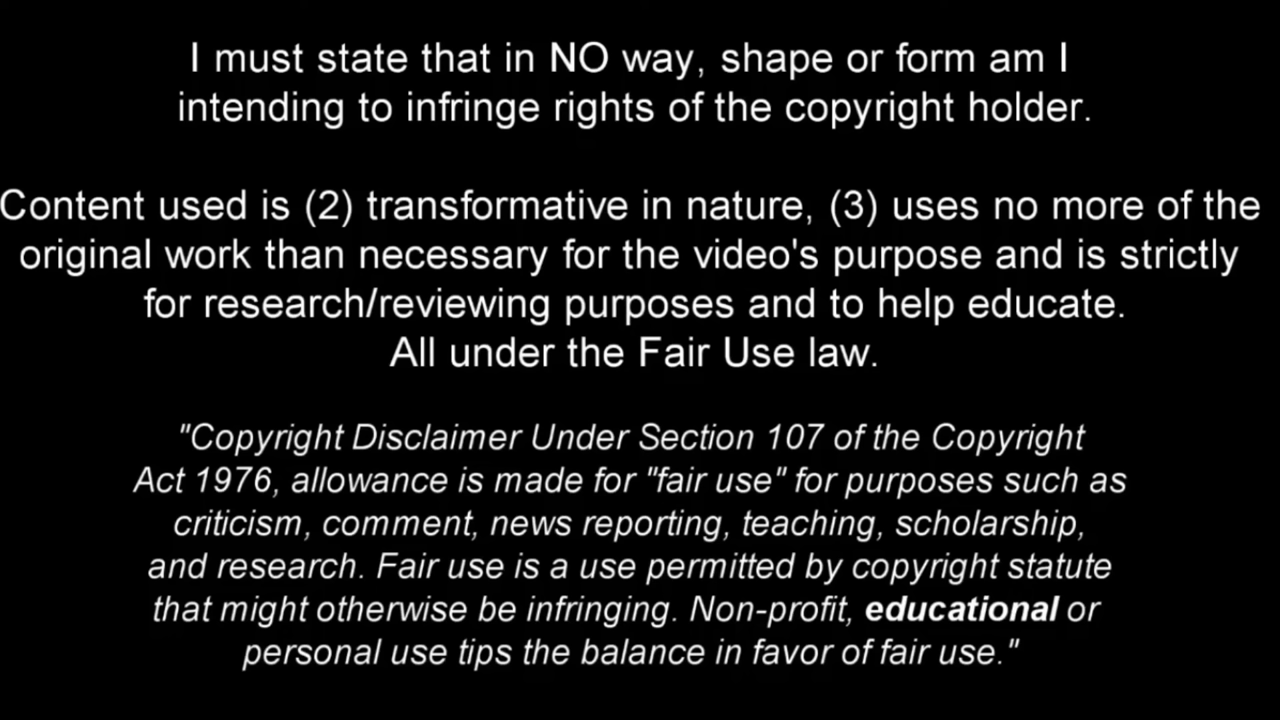 I must state that in NO way, shape or form am I
intending to infringe rights of the copyright holder.
Content used is (2) transformative in nature, (3) uses no more of the
original work than necessary for the video's purpose and is strictly
for research/reviewing purposes and to help educate.
All under the Fair Use law.
"Copyright Disclaimer Under Section 107 of the Copyright
Act 1976, allowance is made for "fair use" for purposes such as
criticism, comment, news reporting, teaching, scholarship,
and research. Fair use is a use permitted by copyright statute
that might otherwise be infringing. Non-profit, educational or
personal use tips the balance in favor of fair use."